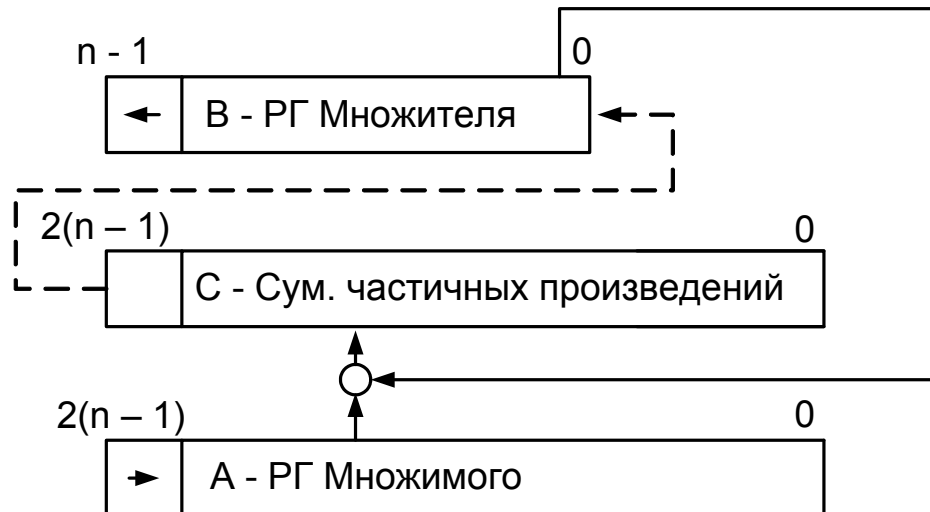 n - 1
0
В - РГ Множителя
2(n – 1)
0
С - Сум. частичных произведений
2(n – 1)
0
А - РГ Множимого